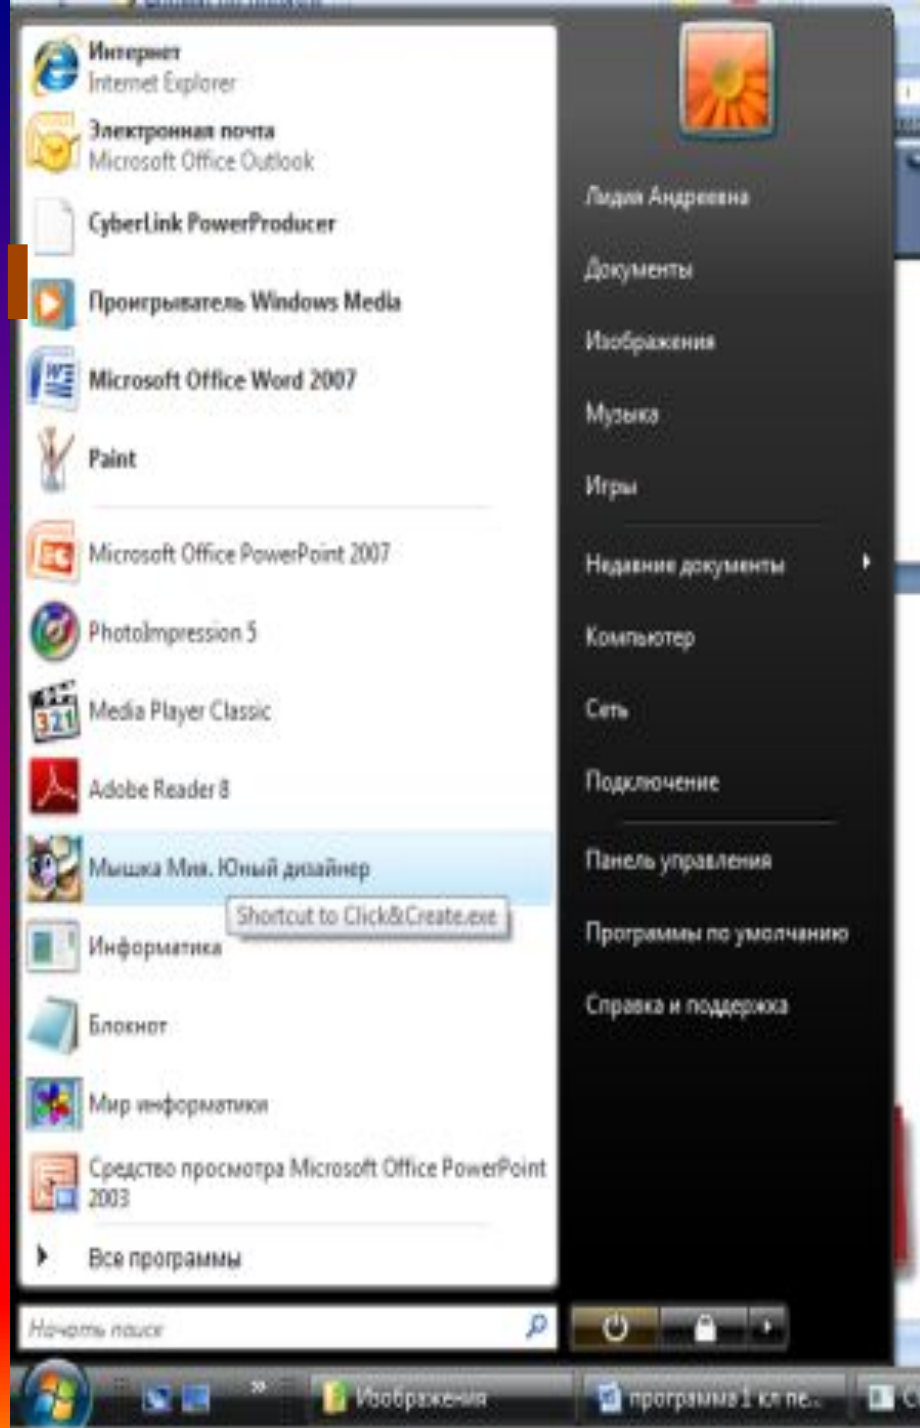 Интернет
Internet Explorer
Электронная почта
Microsoft Office Outlook
CyberLink PowerProducer
Проигрыватель Windows Media
Microsoft Office Word 2007
Paint
Microsoft Office PowerPoint 2007
PhotoImpression 5
Media Player Classic
Adobe Reader 8
Мышка Мия. Юный дизайнер
Shortcut to Click&Create.exe
Информатика
Блокнот
Мир информатики
Средство просмотра Microsoft Office PowerPoint
2003
Все программы
Начать поиск
Лидия Андреевна
Документы
Изображения
Музыка
Игры
Недавние документы
Компьютер
Сеть
Подключение
Панель управления
Программы по умолчанию
Справка и поддержка
Изображения
программа 1 кл пе...